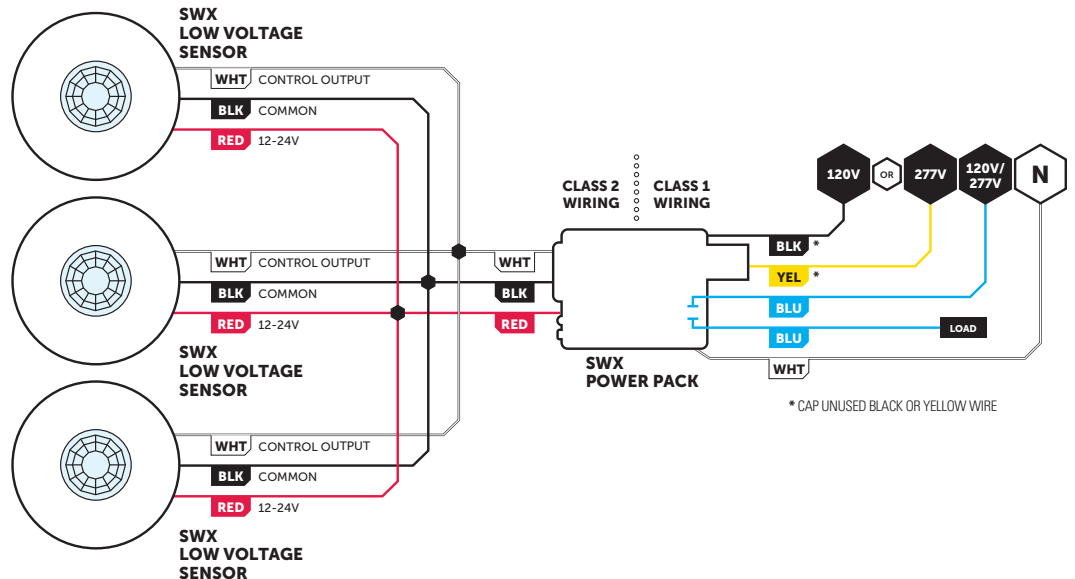 SWX
LOW VOLTAGE
SENSOR
WHT CONTROL OUTPUT
BLK COMMON
RED 12-24V
WHT CONTROL OUTPUT
BLK COMMON
RED 12-24V
SWX
LOW VOLTAGE
SENSOR
WHT CONTROL OUTPUT
BLK COMMON
RED 12-24V
SWX
LOW VOLTAGE
SENSOR
WHT
BLK
RED
CLASS 2
WIRING
CLASS 1
WIRING
SWX
POWER PACK
120V OR 277V 120V/
277V N
BLK *
YEL *
BLU
BLU LOAD
WHT
* CAP UNUSED BLACK OR YELLOW WIRE